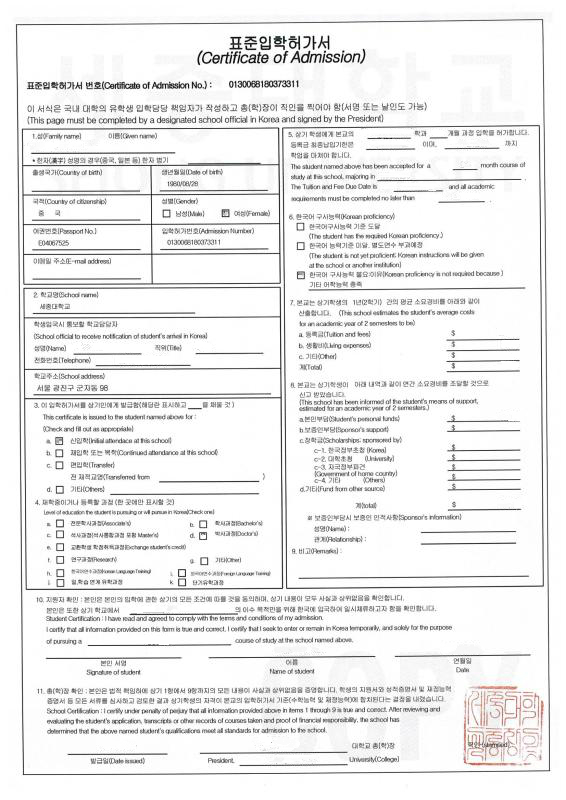 표준입학허가서
(Certificate of Admission)
표준입학허가서 번호(Certificate of Admission No.) : 0130068180373311
이 서식은 국내 대학의 유학생 입학담당 책임자가 작성하고 총(학)장이 직인을 찍어야 함(서명 또는 날인도 가능)
(This page must be completed by a designated school official in Korea and signed by the President)
1.성(Family name) 이름(Given name)
* 한자(漢字) 성명의 경우(중국, 일본 등) 한자 병기
출생국가(Country of birth) 생년월일(Date of birth)
1980/08/28
국적(Country of citizenship) 성별(Gender)
중 국 남성(Male) 여성(Female)
여권번호(Passport No.) 입학허가번호(Admission Number)
E04067525 0130068180373311
이메일 주소(E-mail address)
2. 학교명(School name)
세종대학교
학생입국시 통보할 학교담당자
(School official to receive notification of student's arrival in Korea)
성명(Name) 직위(Title)
전화번호(Telephone)
학교주소(School address)
서울 광진구 군자동 98
3. 이 입학허가서를 상기인에게 발급함(해당란 표시하고 ___를 채울 것 )
This certificate is issued to the student named above for :
(Check and fill out as appropriate)
a. 신입학(Initial attendace at this school)
b. 재입학 또는 복학(Continued attendance at this school)
c. 편입학(Transfer)
전 재적교명(Transferred from )
d. 기타(Others)
4. 재학중이거나 등록할 과정 (한 곳에만 표시할 것)
Level of education the student is pursuing or will pursue in Korea(Check one)
a. 전문학사과정(Associate's) b. 학사과정(Bachelor's)
c. 석사과정(석사통합과정 포함 Master's) d. 박사과정(Doctor's)
e. 교환학생 학점취득과정(Exchange student's credit)
f. 연구과정(Research) g. 기타(Other)
h. 한국어연수과정(Korean Language Training) i. 외국어연수과정(Foreign Language Training)
j. 일,학습 연계 유학과정 k. 단기유학과정
5. 상기 학생에게 본교의 학과 개월 과정 입학을 허가합니다.
등록금 최종납입기한은 이며, 까지
학업을 마쳐야 합니다.
The student named above has been accepted for a month course of
study at this school, majoring in .
The Tuition and Fee Due Date is and all academic
requirements must be completed no later than .
6. 한국어 구사능력(Korean proficiency)
한국어 구사능력 기준 도달
(The student has the required Korean proficiency.)
한국어 능력기준 미달, 별도연수 부과예정
(The student is not yet proficient: Korean instructions will be given
at the school or another institution)
한국어 구사능력 불요:이유(Korean proficiency is not required because )
기타 어학능력 충족
7. 본교는 상기학생의 1년(2학기) 간의 평균 소요경비를 아래와 같이
산출합니다. (This school estimates the student's average costs
for an academic year of 2 semesters to be)
a. 등록금(Tuition and fees) $
b. 생활비(Living expenses) $
c. 기타(Other) $
계(Total) $
8. 본교는 상기학생의 아래 내역과 같이 연간 소요경비를 조달할 것으로
신고 받았습니다.
(This school has been informed of the student's means of support,
estimated for an academic year of 2 semesters.)
a.본인부담(Student's personal funds) $
b.보증인부담(Sponsor's support) $
c.장학금(Scholarships: sponsored by)
c-1. 한국정부초청 (Korea) $
c-2. 대학초청 (University) $
c-3. 자국정부파견
(Government of home country) $
c-4. 기타 (Others) $
d.기타(Fund from other source) $
계(total) $
※ 보증인부담시 보증인 인적사항(Sponsor's information)
성명(Name) :
관계(Relationship) :
9. 비고(Remarks) :
10. 지원자 확인 : 본인은 본인의 입학에 관한 상기의 모든 조건에 따를 것을 동의하며, 상기 내용이 모두 사실과 상위없음을 확인합니다.
본인은 또한 상기 학교에서 의 이수 목적만을 위해 한국에 입국하여 일시체류하고자 함을 확인합니다.
Student Certification : I have read and agreed to comply with the terms and conditions of my admission.
I certify that all information provided on this form is true and correct. I certify that I seek to enter or remain in Korea temporarily, and solely for the purpose
of pursuing a course of study at the school named above.
본인 서명 이름 연월일
Signature of student Name of student Date
11. 총(학)장 확인 : 본인은 법적 책임하에 상기 1항에서 9항까지의 모든 내용이 사실과 상위없음을 증명합니다. 학생의 지원서와 성적증명서 및 재정능력
증명서 등 모든 서류를 심사하고 검토한 결과 상기학생의 자격이 본교의 입학허가서 기준(수학능력 및 재정능력)에 합치된다는 결정을 내렸습니다.
School Certification : I certify under penalty of perjury that all information provided above in items 1 through 9 is true and correct. After reviewing and
evaluating the student's application, transcripts or other records of courses taken and proof of financial responsibility, the school has
determined that the above named student's qualifications meet all standards for admission to the school.
대학교 총(학)장 직인(stamped)
발급일(Date issued) President, University(College)